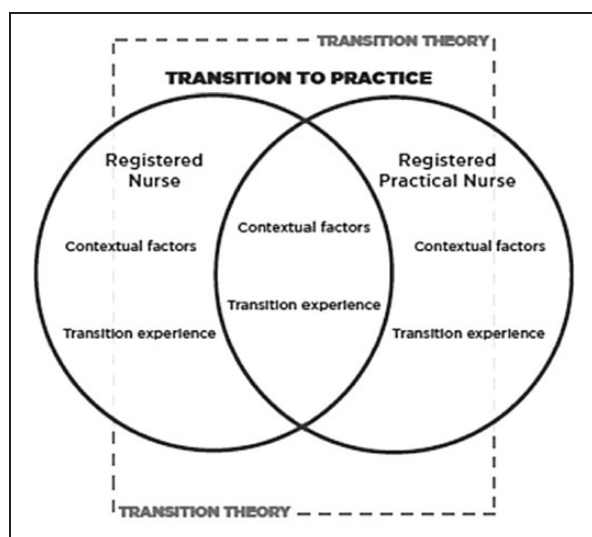 TRANSITION THEORY
TRANSITION TO PRACTICE
Registered
Nurse
Registered
Practical Nurse
Contextual factors
Contextual factors
Contextual factors
Transition experience
Transition experience
Transition experience
TRANSITION THEORY